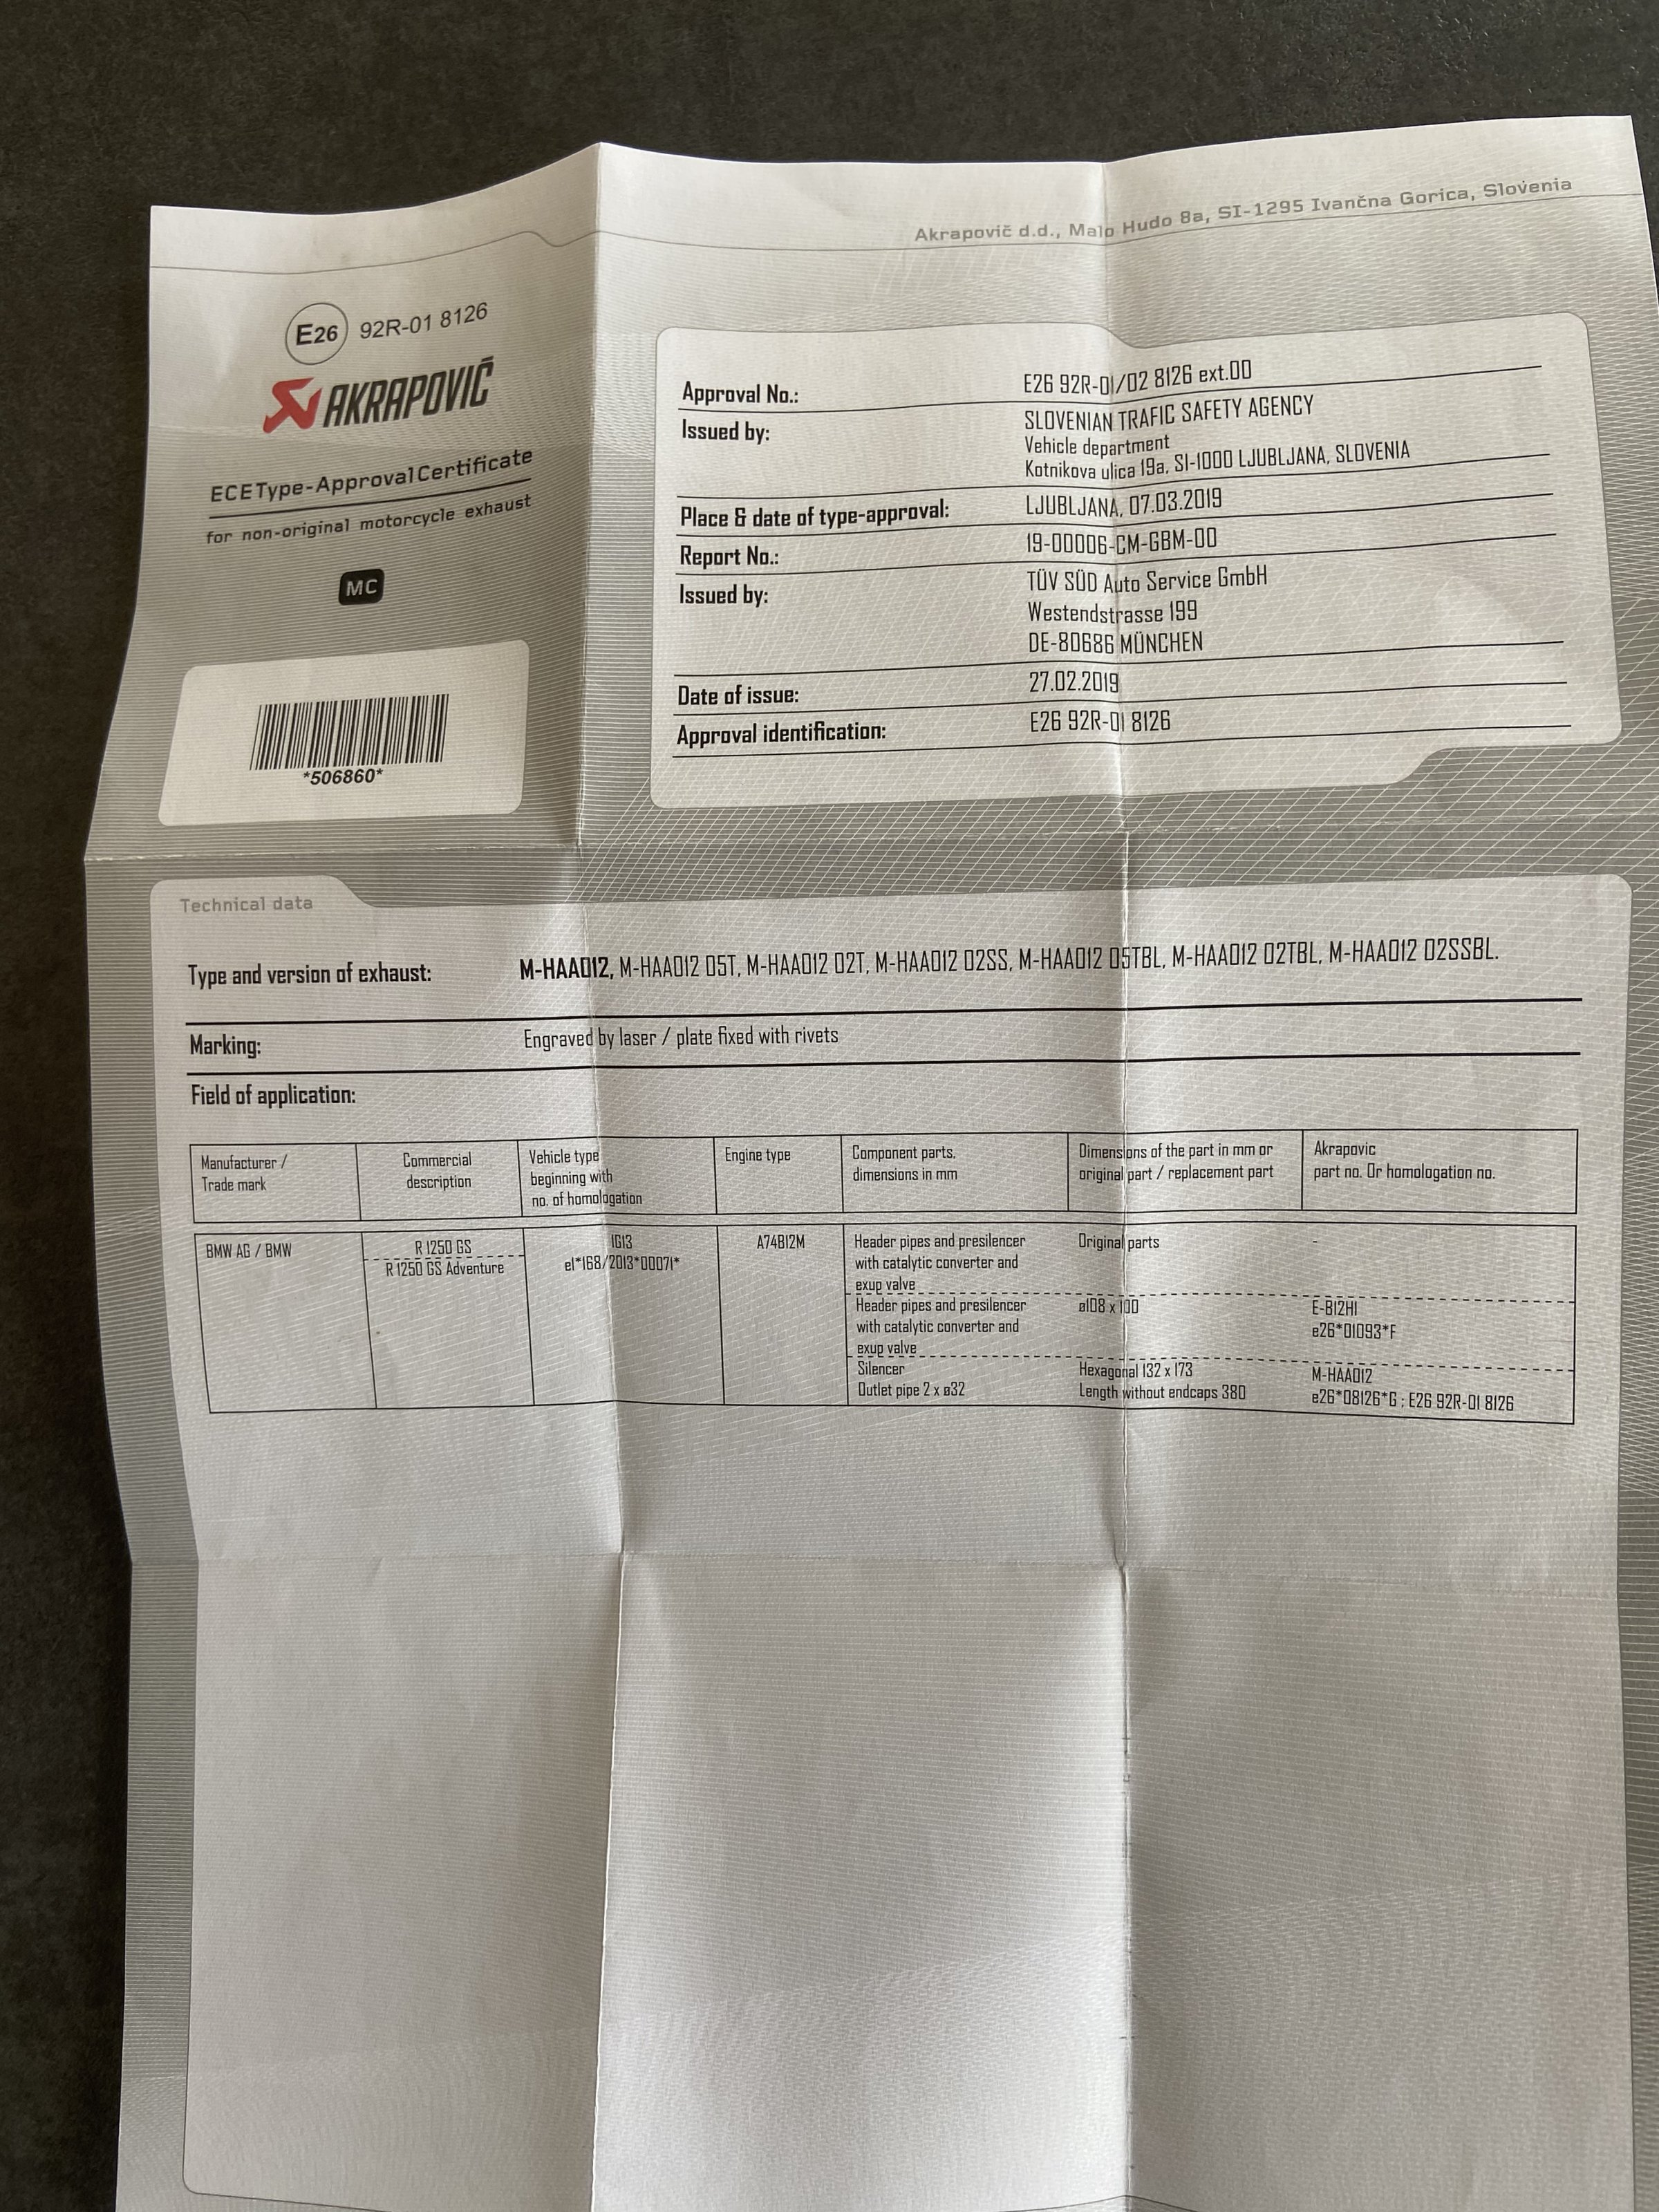 Akrapovič d.d., Malo Hudo 8a, SI-1295 Ivančna Gorica, Slovenia
E26 92R-01 8126
AKRAPOVIČ
ECE Type-Approval Certificate
for non-original motorcycle exhaust
MC
*506860*
Approval No.: E26 92R-01/02 8126 ext.00
Issued by: SLOVENIAN TRAFIC SAFETY AGENCY
Vehicle department
Kotnikova ulica 19a, SI-1000 LJUBLJANA, SLOVENIA
Place & date of type-approval: LJUBLJANA, 07.03.2019
Report No.: 19-00006-CM-GBM-00
Issued by: TÜV SÜD Auto Service GmbH
Westendstrasse 199
DE-80686 MÜNCHEN
Date of issue: 27.02.2019
Approval identification: E26 92R-01 8126
Technical data
Type and version of exhaust: M-HAA012, M-HAA012 05T, M-HAA012 02T, M-HAA012 02SS, M-HAA012 05TBL, M-HAA012 02TBL, M-HAA012 02SSBL.
Marking: Engraved by laser / plate fixed with rivets
Field of application:
Manufacturer /
Trade mark
Commercial
description
Vehicle type
beginning with
no. of homologation
Engine type
Component parts,
dimensions in mm
Dimensions of the part in mm or
original part / replacement part
Akrapovic
part no. Or homologation no.
BMW AG / BMW
R 1250 GS
R 1250 GS Adventure
1G13
e1*168/2013*00071*
A74B12M
Header pipes and presilencer
with catalytic converter and
exup valve
Original parts
-
Header pipes and presilencer
with catalytic converter and
exup valve
ø108 x 100
E-B12H1
e26*01093*F
Silencer
Outlet pipe 2 x ø32
Hexagonal 132 x 173
Length without endcaps 380
M-HAA012
e26*08126*G ; E26 92R-01 8126